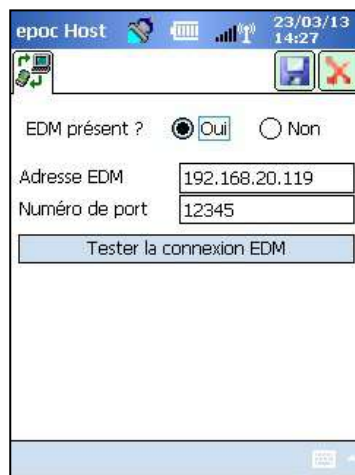 epoc Host 23/03/13
14:27
EDM présent ? Oui Non
Adresse EDM 192.168.20.119
Numéro de port 12345
Tester la connexion EDM